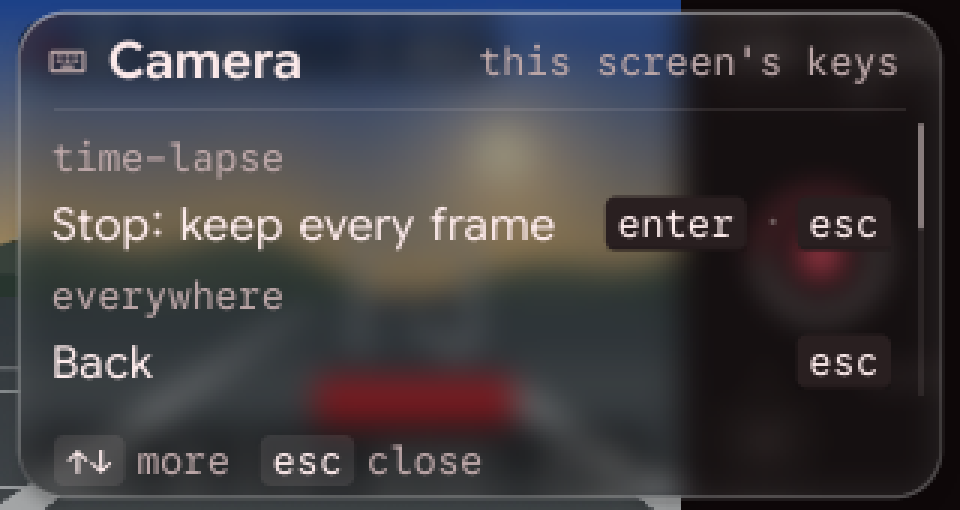 Camera this screen's keys
time-lapse
Stop: keep every frame enter · esc
everywhere
Back esc
↑↓ more esc close